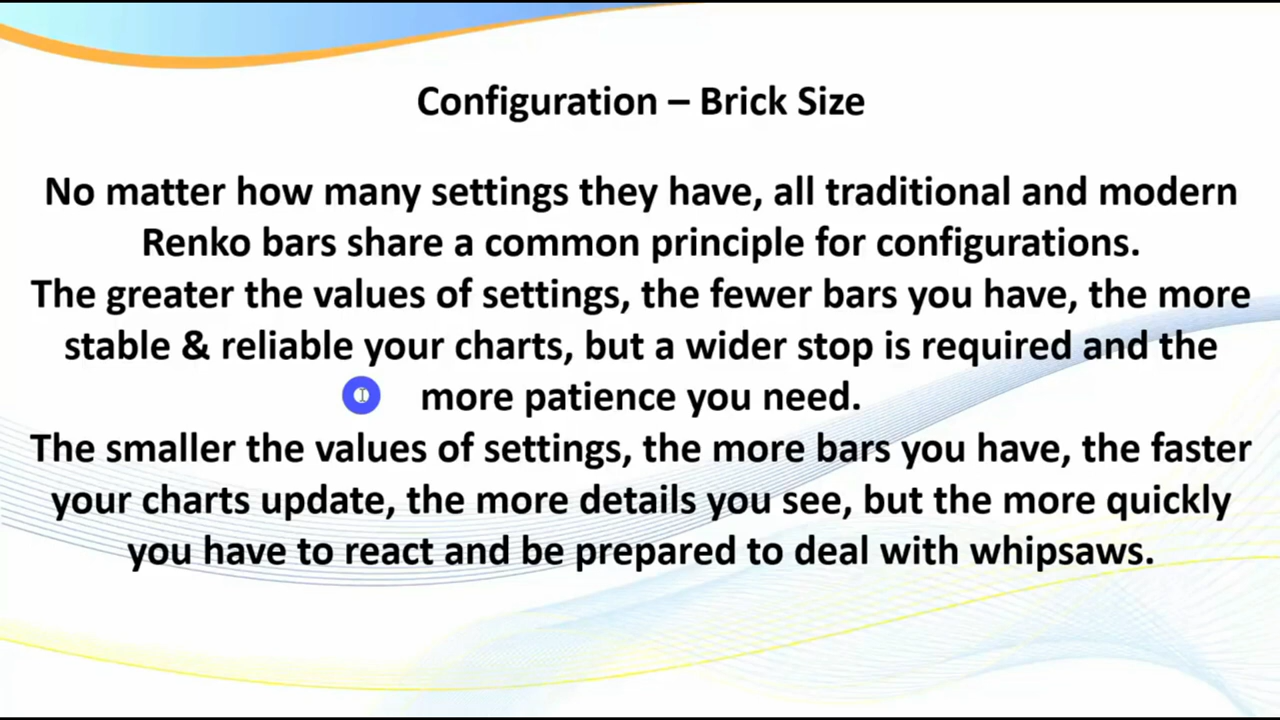 Configuration – Brick Size
No matter how many settings they have, all traditional and modern
Renko bars share a common principle for configurations.
The greater the values of settings, the fewer bars you have, the more
stable & reliable your charts, but a wider stop is required and the
more patience you need.
The smaller the values of settings, the more bars you have, the faster
your charts update, the more details you see, but the more quickly
you have to react and be prepared to deal with whipsaws.